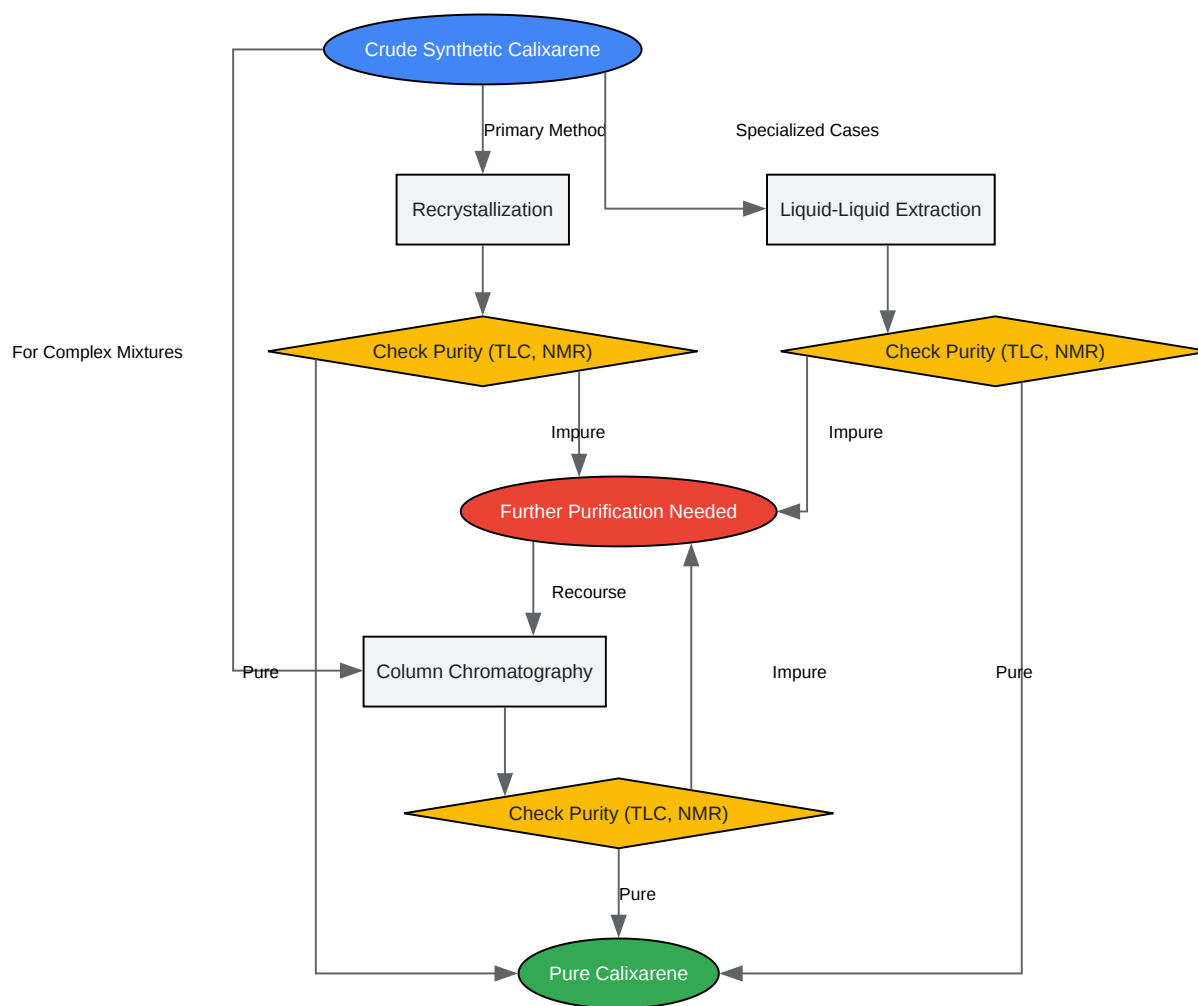 Crude Synthetic Calixarene
Primary Method
Specialized Cases
Recrystallization
Liquid-Liquid Extraction
For Complex Mixtures
Check Purity (TLC, NMR)
Check Purity (TLC, NMR)
Impure
Impure
Further Purification Needed
Recourse
Pure
Column Chromatography
Impure
Pure
Check Purity (TLC, NMR)
Pure
Pure Calixarene